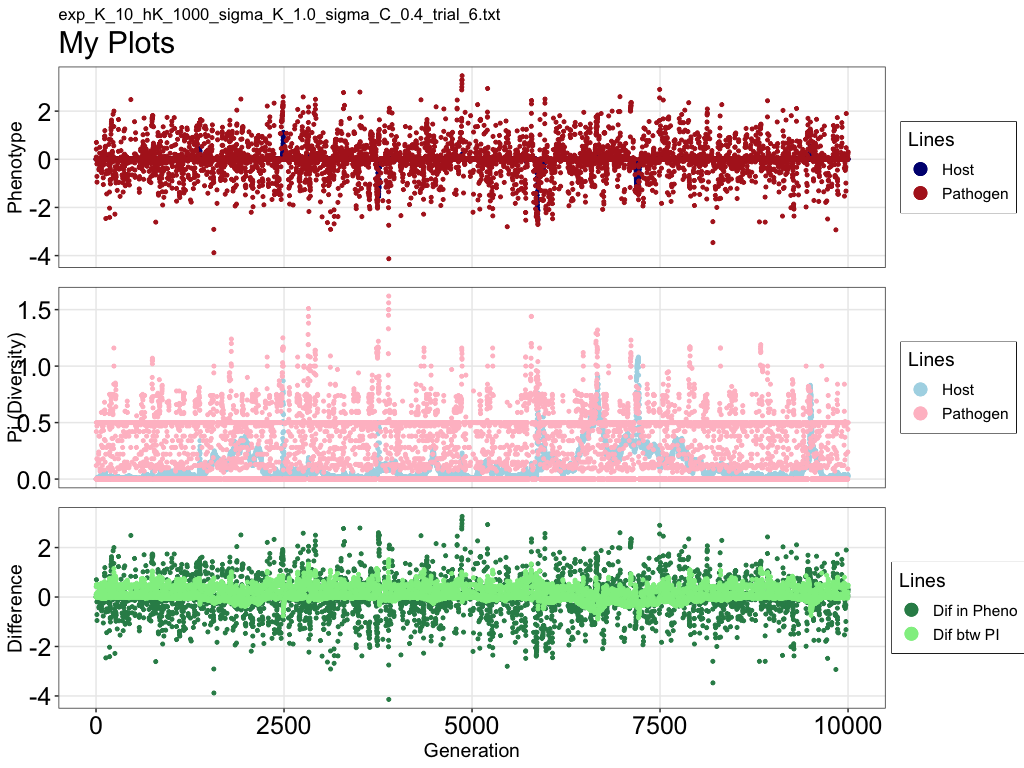 exp_K_10_hK_1000_sigma_K_1.0_sigma_C_0.4_trial_6.txt
My Plots
Phenotype
2
0
-2
-4
Lines
Host
Pathogen
Pi (Diversity)
1.5
1.0
0.5
0.0
Lines
Host
Pathogen
Difference
2
0
-2
-4
Lines
Dif in Pheno
Dif btw PI
0 2500 5000 7500 10000
Generation